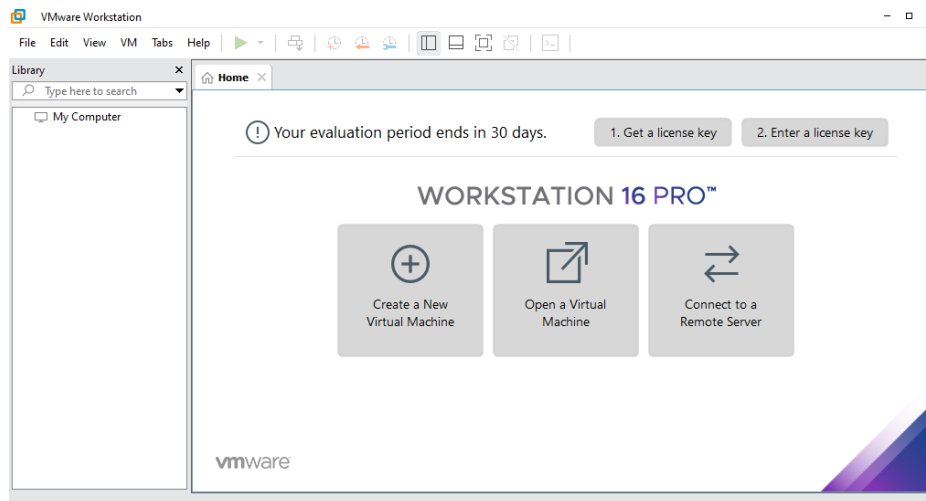 VMware Workstation
File Edit View VM Tabs Help
Library
Home
Type here to search
My Computer
Your evaluation period ends in 30 days.
1. Get a license key
2. Enter a license key
WORKSTATION 16 PRO™
Create a New
Virtual Machine
Open a Virtual
Machine
Connect to a
Remote Server
vmware